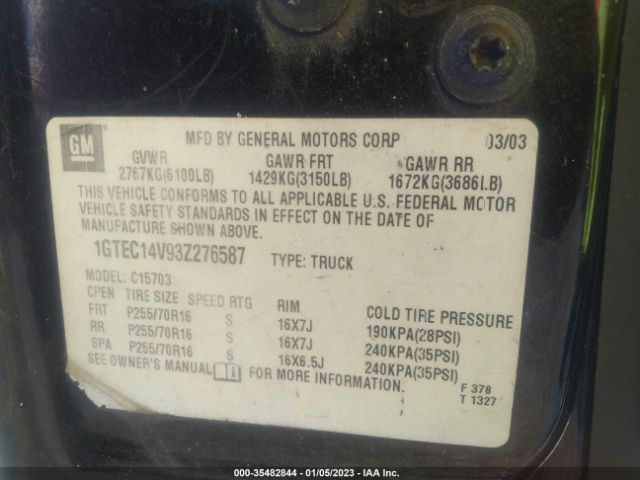 GM
MFD BY GENERAL MOTORS CORP 03/03
GVWR GAWR FRT GAWR RR
2767KG(6100LB) 1429KG(3150LB) 1672KG(3686LB)
THIS VEHICLE CONFORMS TO ALL APPLICABLE U.S. FEDERAL MOTOR
VEHICLE SAFETY STANDARDS IN EFFECT ON THE DATE OF
MANUFACTURE SHOWN ABOVE.
1GTEC14V93Z276587 TYPE: TRUCK
MODEL: C15703
CPEN TIRE SIZE SPEED RTG RIM COLD TIRE PRESSURE
FRT P255/70R16 S 16X7J 190KPA(28PSI)
RR P255/70R16 S 16X7J 240KPA(35PSI)
SPA P255/70R16 S 16X6.5J 240KPA(35PSI)
SEE OWNER'S MANUAL FOR MORE INFORMATION.
F 378
T 1327
000-35482844 - 01/05/2023 - IAA Inc.